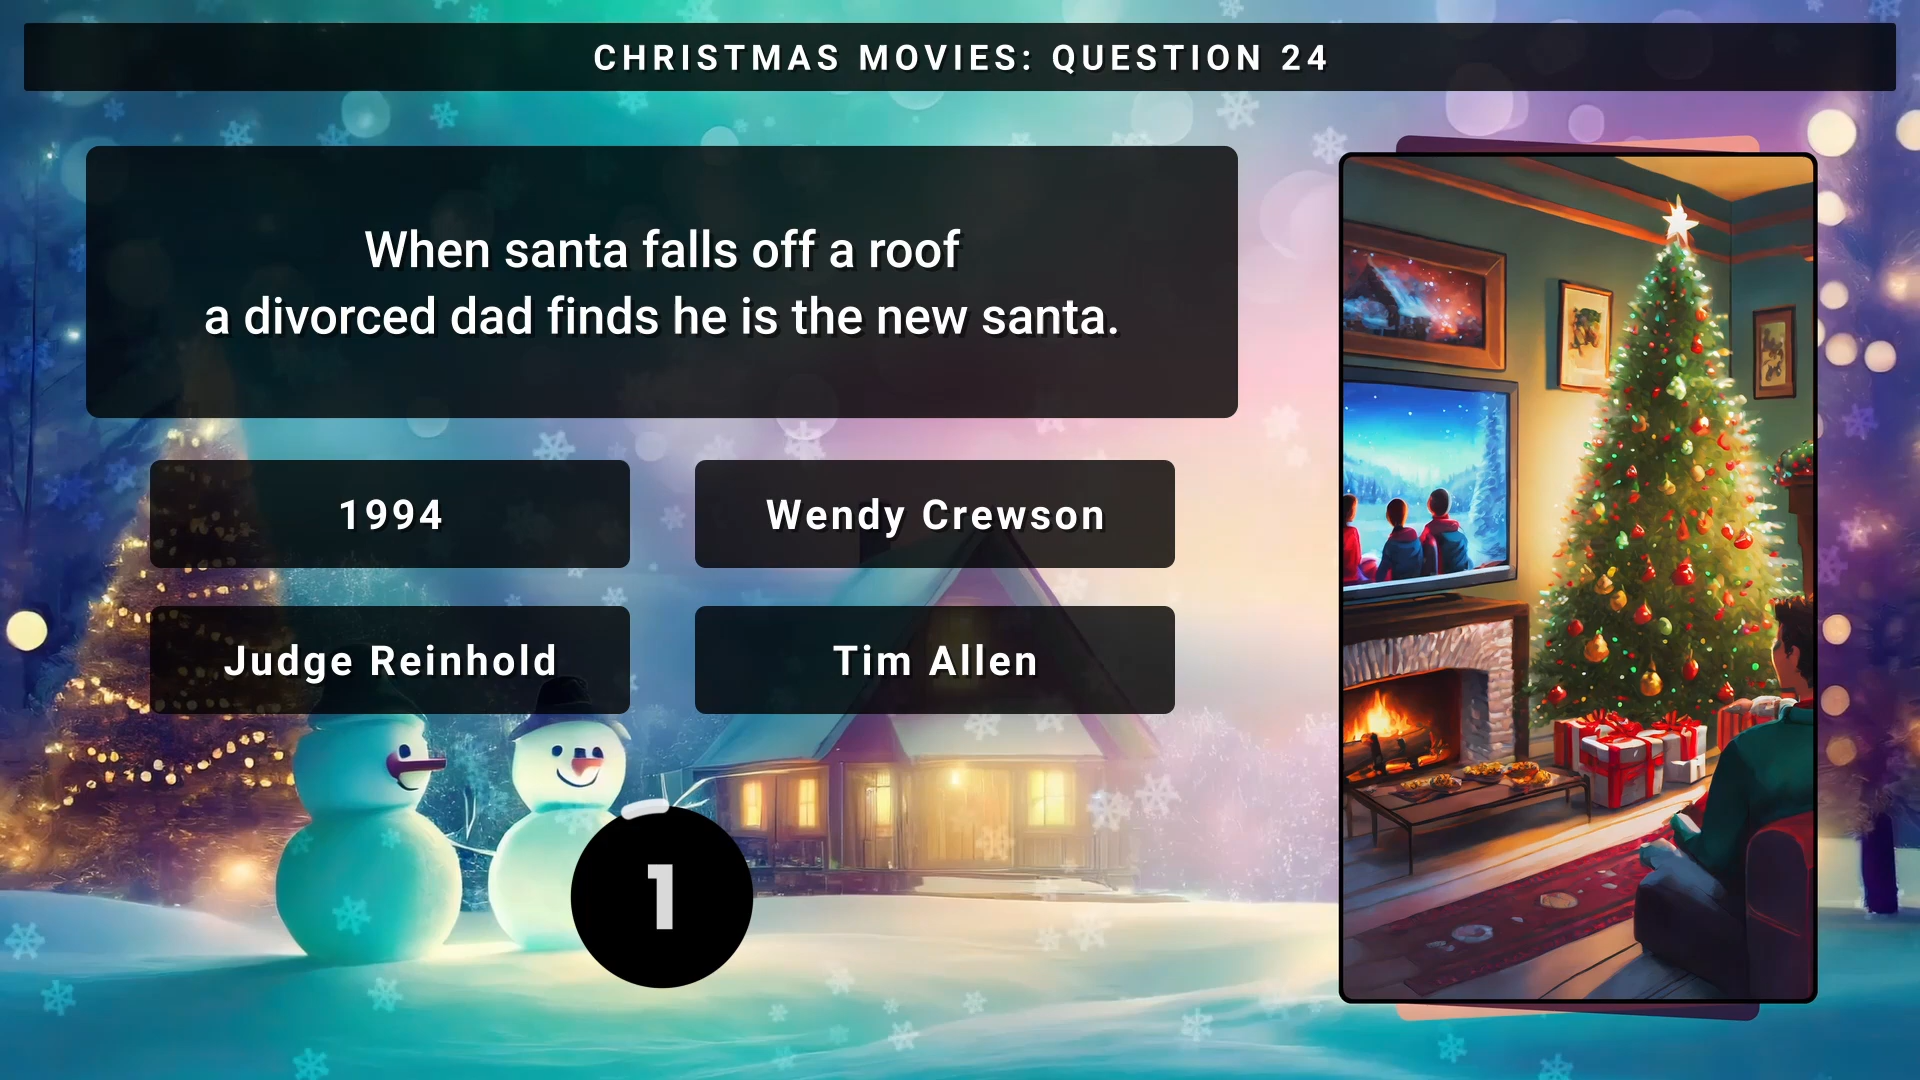 CHRISTMAS MOVIES: QUESTION 24
When santa falls off a roof
a divorced dad finds he is the new santa.
1994
Wendy Crewson
Judge Reinhold
Tim Allen
1